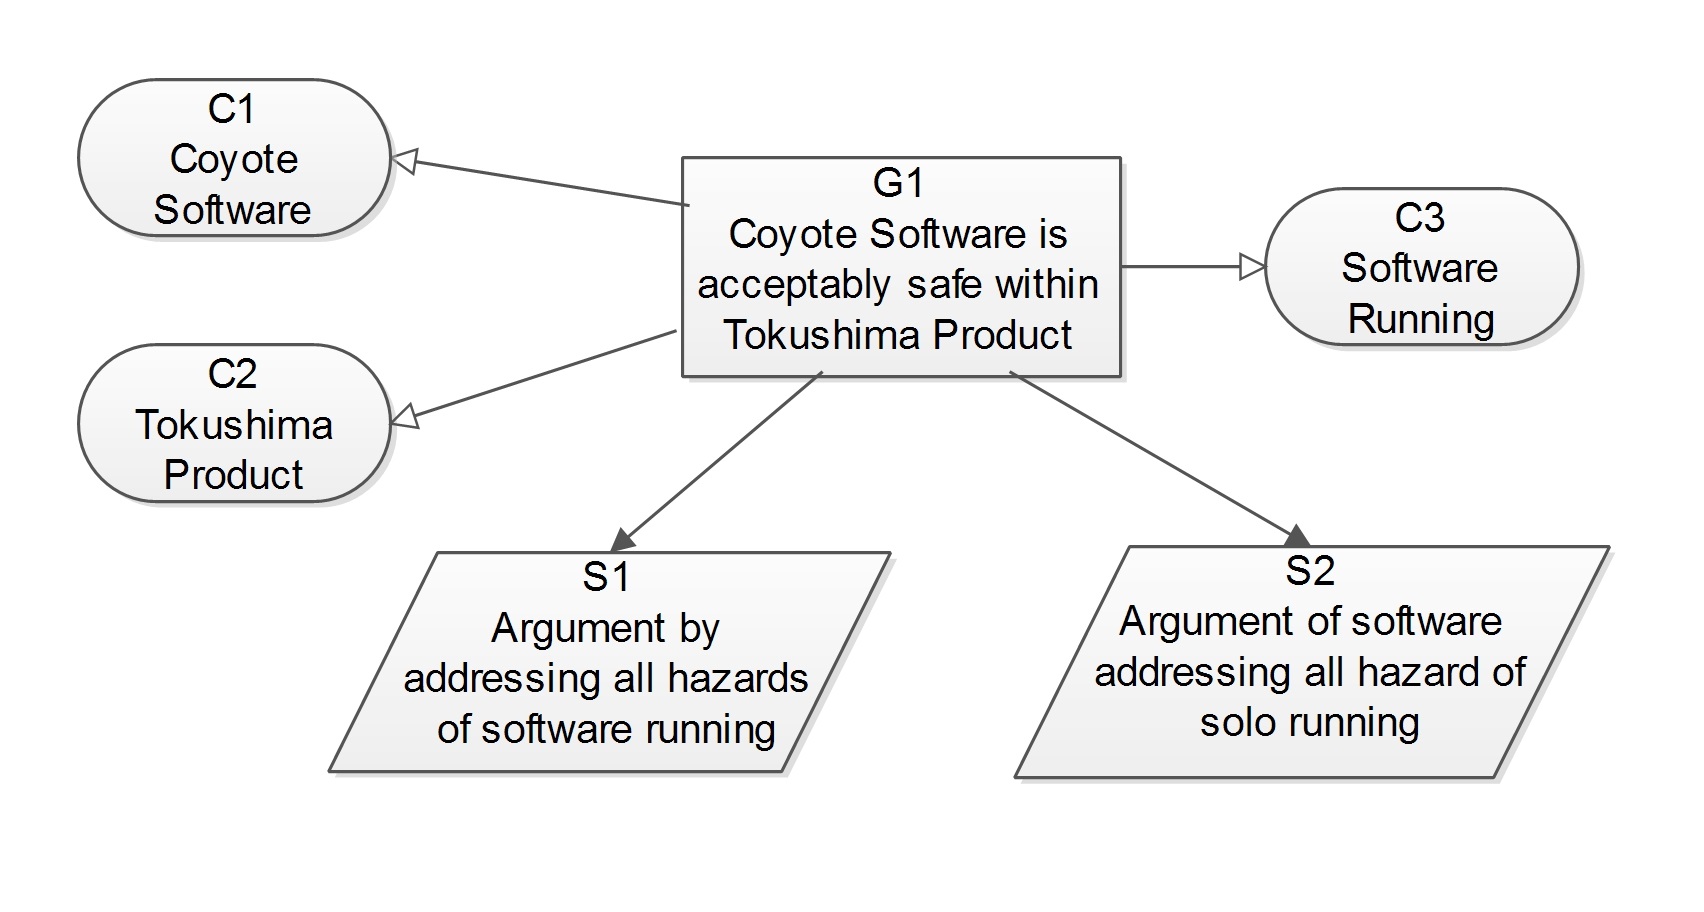 C1
Coyote
Software
G1
Coyote Software is
acceptably safe within
Tokushima Product
C3
Software
Running
C2
Tokushima
Product
S1
Argument by
addressing all hazards
of software running
S2
Argument of software
addressing all hazard of
solo running